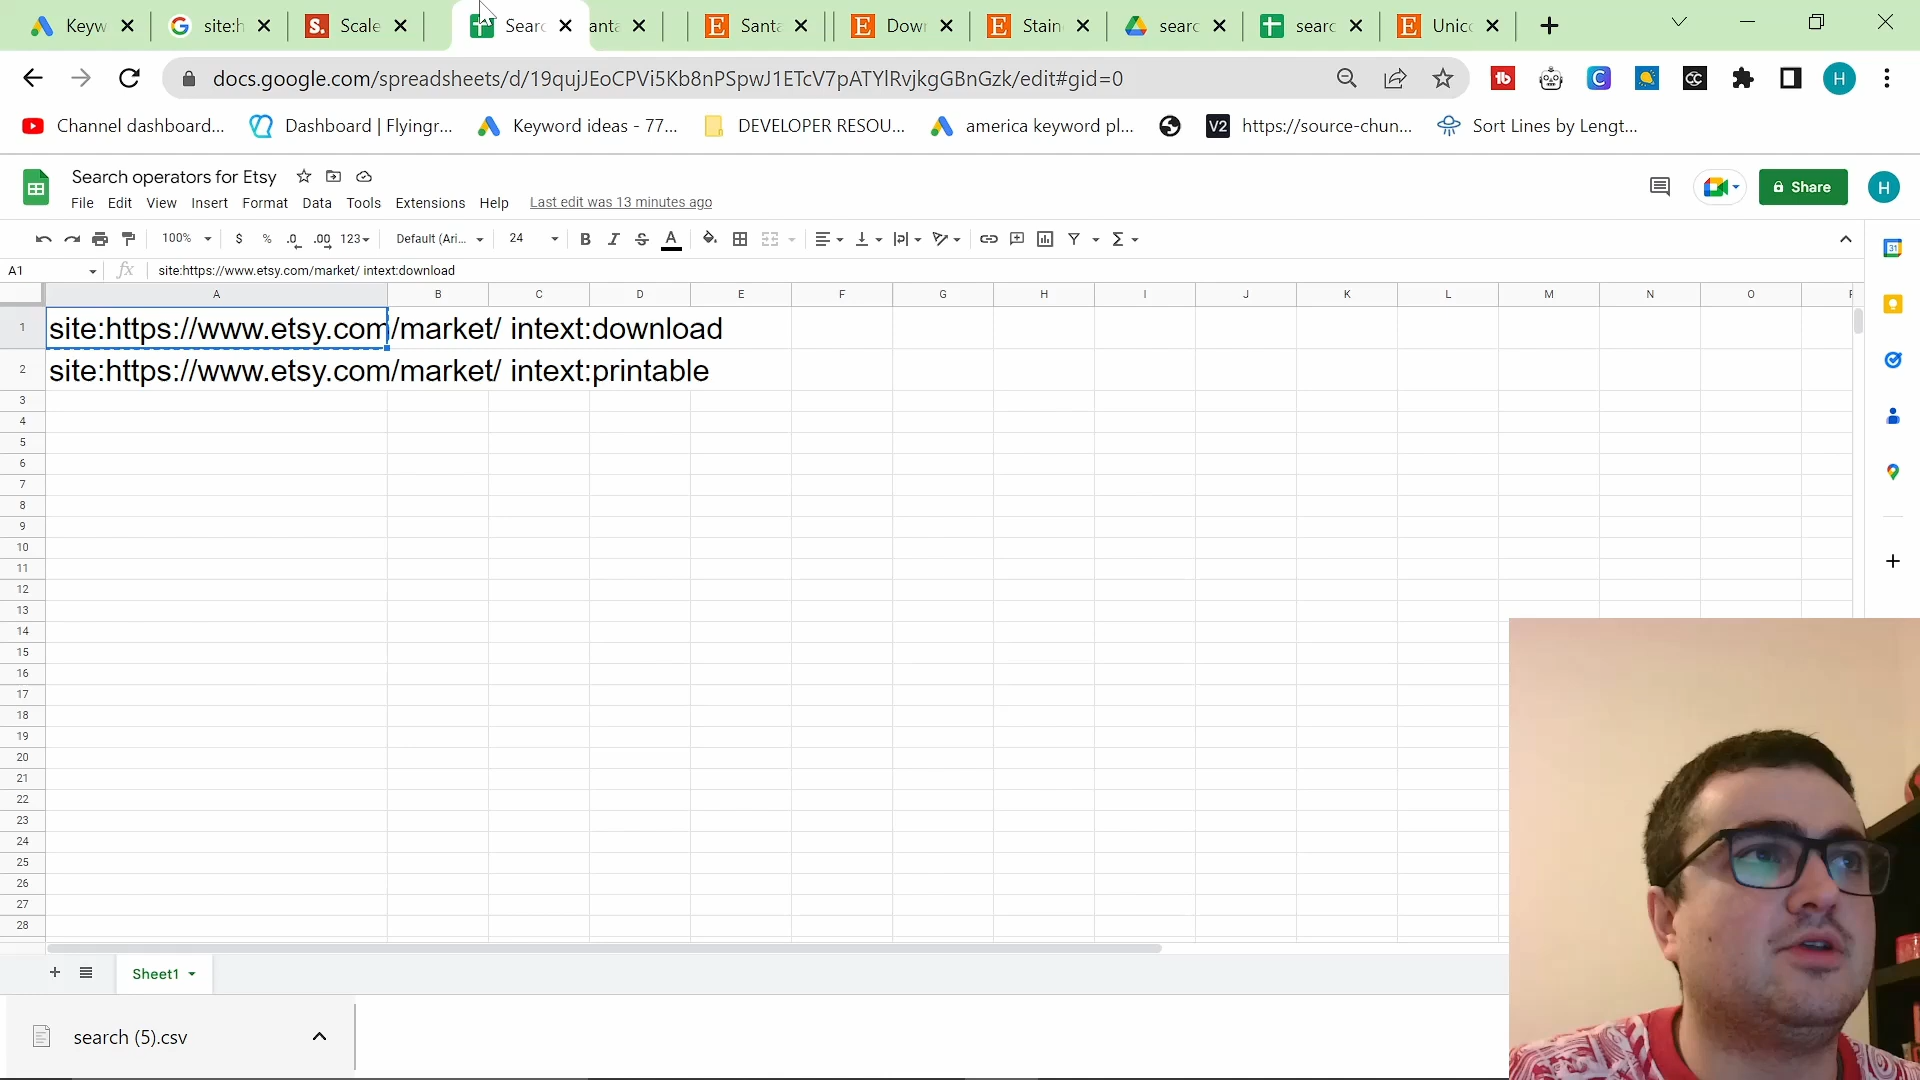 Keyw
site:h
Scale
Searc
anta
Santa
Down
Stain
searc
searc
Unico
docs.google.com/spreadsheets/d/19qujJEoCPVi5Kb8nPSpwJ1ETcV7pATYlRvjkgGBnGzk/edit#gid=0
H
Channel dashboard...
Dashboard | Flyingr...
Keyword ideas - 77...
DEVELOPER RESOU...
america keyword pl...
V2
https://source-chun...
Sort Lines by Lengt...
Search operators for Etsy
Share
H
File Edit View Insert Format Data Tools Extensions Help Last edit was 13 minutes ago
100% $ % .0 .00 123 Default (Ari... 24 B I S A
A1 fx site:https://www.etsy.com/market/ intext:download
A B C D E F G H I J K L M N O
1 site:https://www.etsy.com/market/ intext:download
2 site:https://www.etsy.com/market/ intext:printable
3
4
5
6
7
8
9
10
11
12
13
14
15
16
17
18
19
20
21
22
23
24
25
26
27
28
Sheet1
search (5).csv